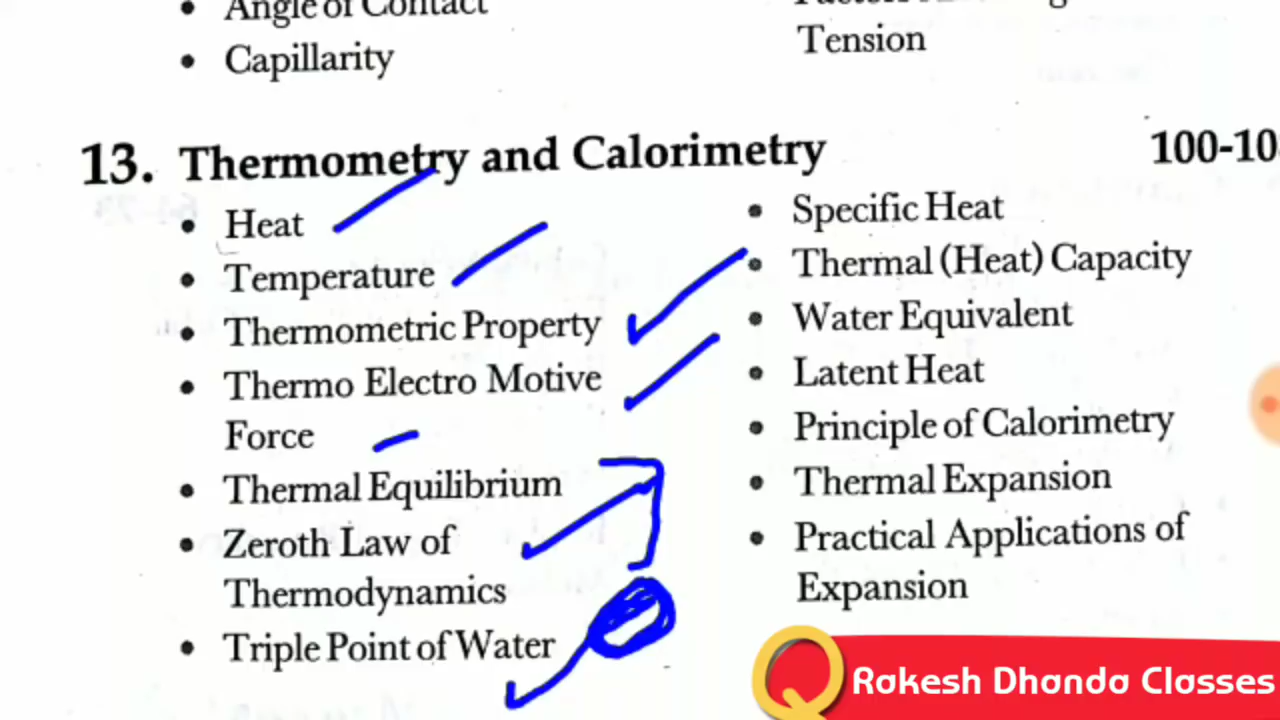 Angle of Contact
• Capillarity
Tension
13. Thermometry and Calorimetry 100-10
• Heat
• Temperature
• Thermometric Property
• Thermo Electro Motive
Force
• Thermal Equilibrium
• Zeroth Law of
Thermodynamics
• Triple Point of Water
• Specific Heat
• Thermal (Heat) Capacity
• Water Equivalent
• Latent Heat
• Principle of Calorimetry
• Thermal Expansion
• Practical Applications of
Expansion
Rakesh Dhanda Classes